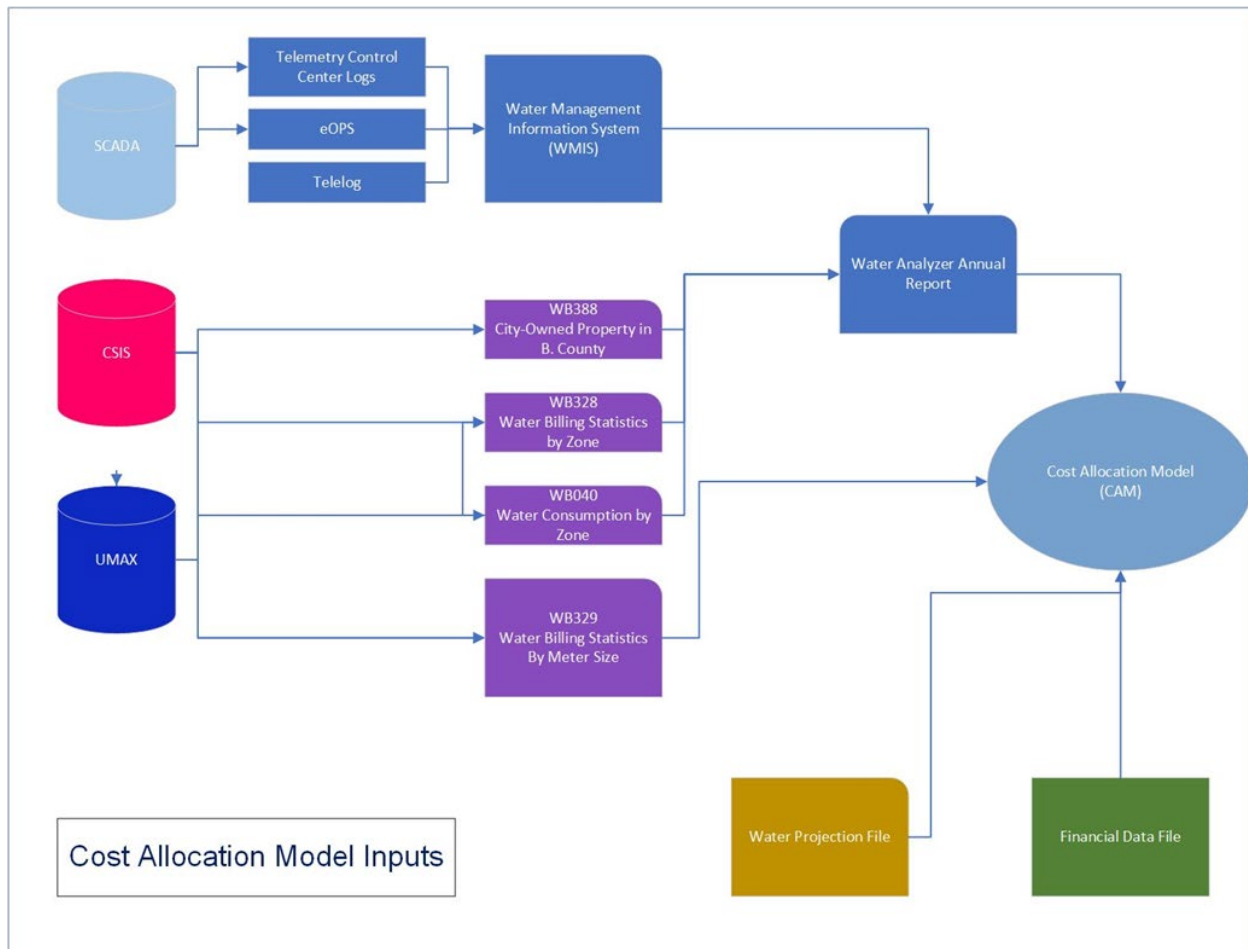 Telemetry Control
Center Logs
eOPS
Telelog
SCADA
Water Management
Information System
(WMIS)
Water Analyzer Annual
Report
CSIS
WB388
City-Owned Property in
B. County
WB328
Water Billing Statistics
by Zone
WB040
Water Consumption by
Zone
UMAX
WB329
Water Billing Statistics
By Meter Size
Cost Allocation Model
(CAM)
Water Projection File
Financial Data File
Cost Allocation Model Inputs